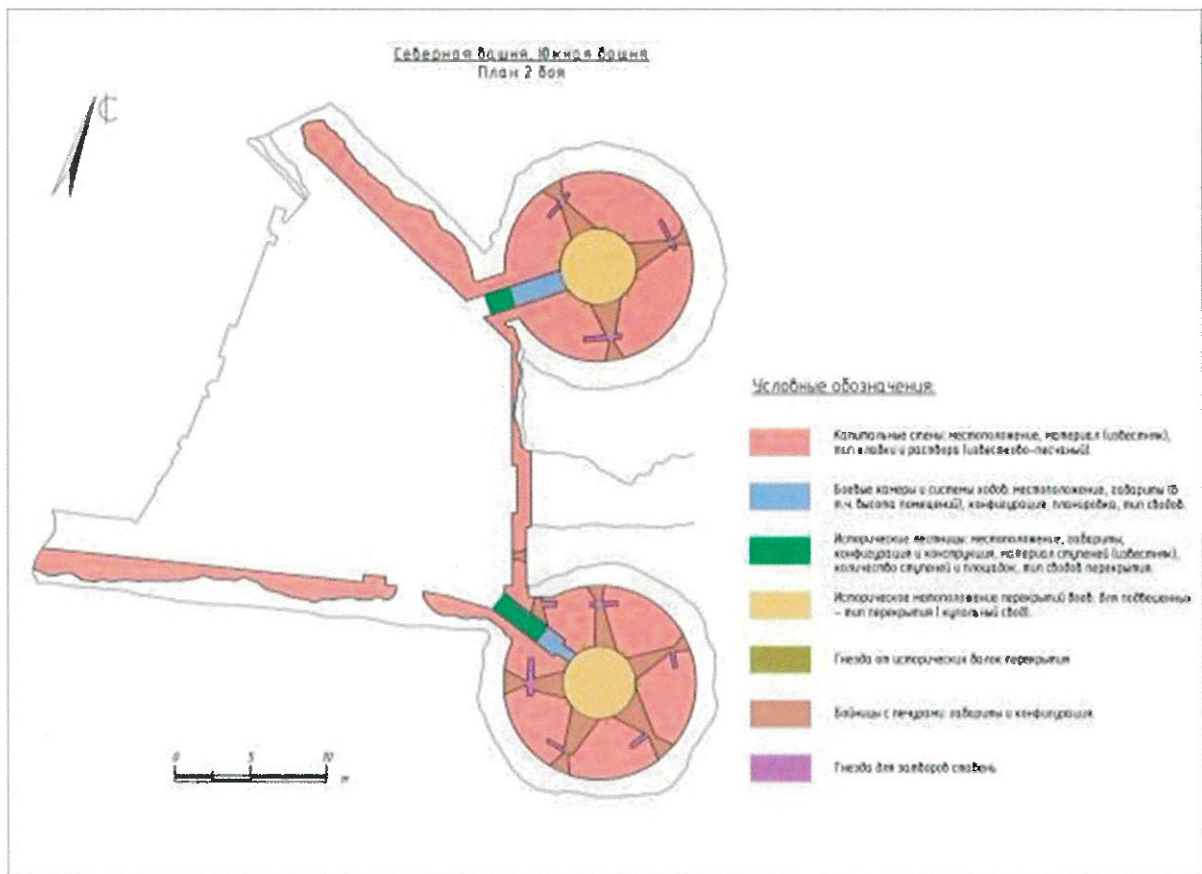 Северная башня. Южная башня
План 2 боя
С
Условные обозначения:
Капитальные стены: местоположение, материал (известняк),
тип кладки и раствора (известково-песчаный).
Боевые камеры и системы ходов: местоположение, габариты (в
т.ч. высота помещений), конфигурация, планировка, тип сводов.
Исторические лестницы: местоположение, габариты,
конфигурация и конструкция, материал ступеней (известняк),
количество ступеней и площадок, тип сводов перекрытия.
Историческое местоположение перекрытий боев, для подвешенных
- тип перекрытия (купольный свод).
Гнезда от исторических балок перекрытия
Бойницы с печурами: габариты и конфигурация.
Гнезда для затворов ставень
0 5 10
м